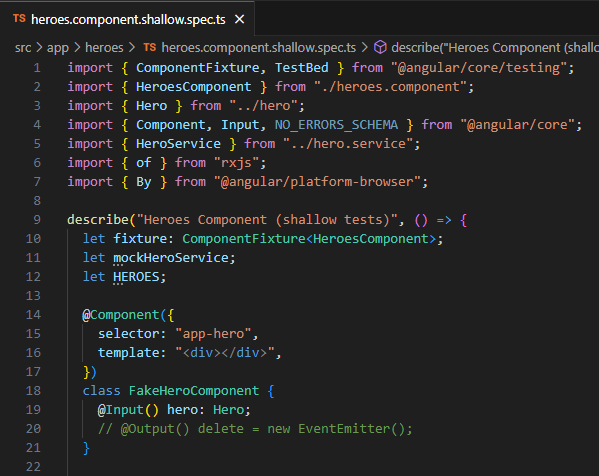 TS heroes.component.shallow.spec.ts ×
src > app > heroes > TS heroes.component.shallow.spec.ts > describe("Heroes Component (shallo
1 import { ComponentFixture, TestBed } from "@angular/core/testing";
2 import { HeroesComponent } from "./heroes.component";
3 import { Hero } from "../hero";
4 import { Component, Input, NO_ERRORS_SCHEMA } from "@angular/core";
5 import { HeroService } from "../hero.service";
6 import { of } from "rxjs";
7 import { By } from "@angular/platform-browser";
8
9 describe("Heroes Component (shallow tests)", () => {
10 let fixture: ComponentFixture<HeroesComponent>;
11 let mockHeroService;
12 let HEROES;
13
14 @Component({
15 selector: "app-hero",
16 template: "<div></div>",
17 })
18 class FakeHeroComponent {
19 @Input() hero: Hero;
20 // @Output() delete = new EventEmitter();
21 }
22